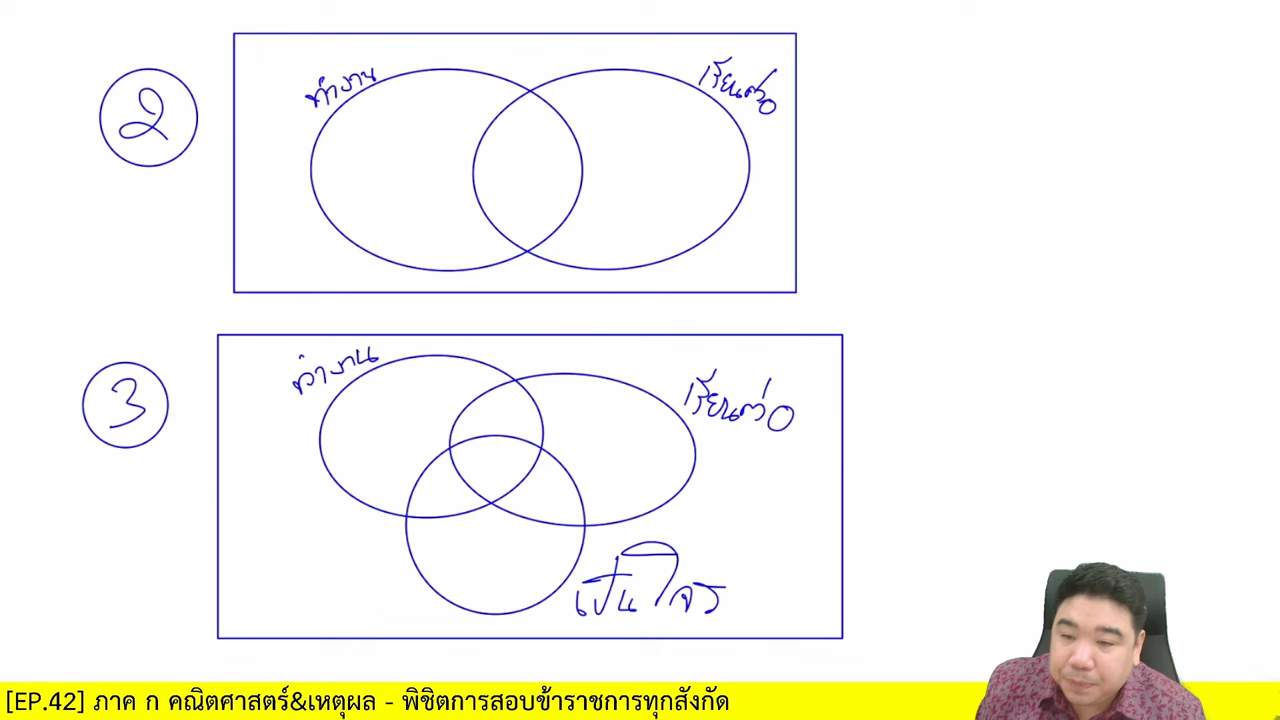 2
ทำงาน
เรียนต่อ
3
ทำงาน
เรียนต่อ
เป็นโจร
[EP.42] ภาค ก คณิตศาสตร์&เหตุผล - พิชิตการสอบข้าราชการทุกสังกัด